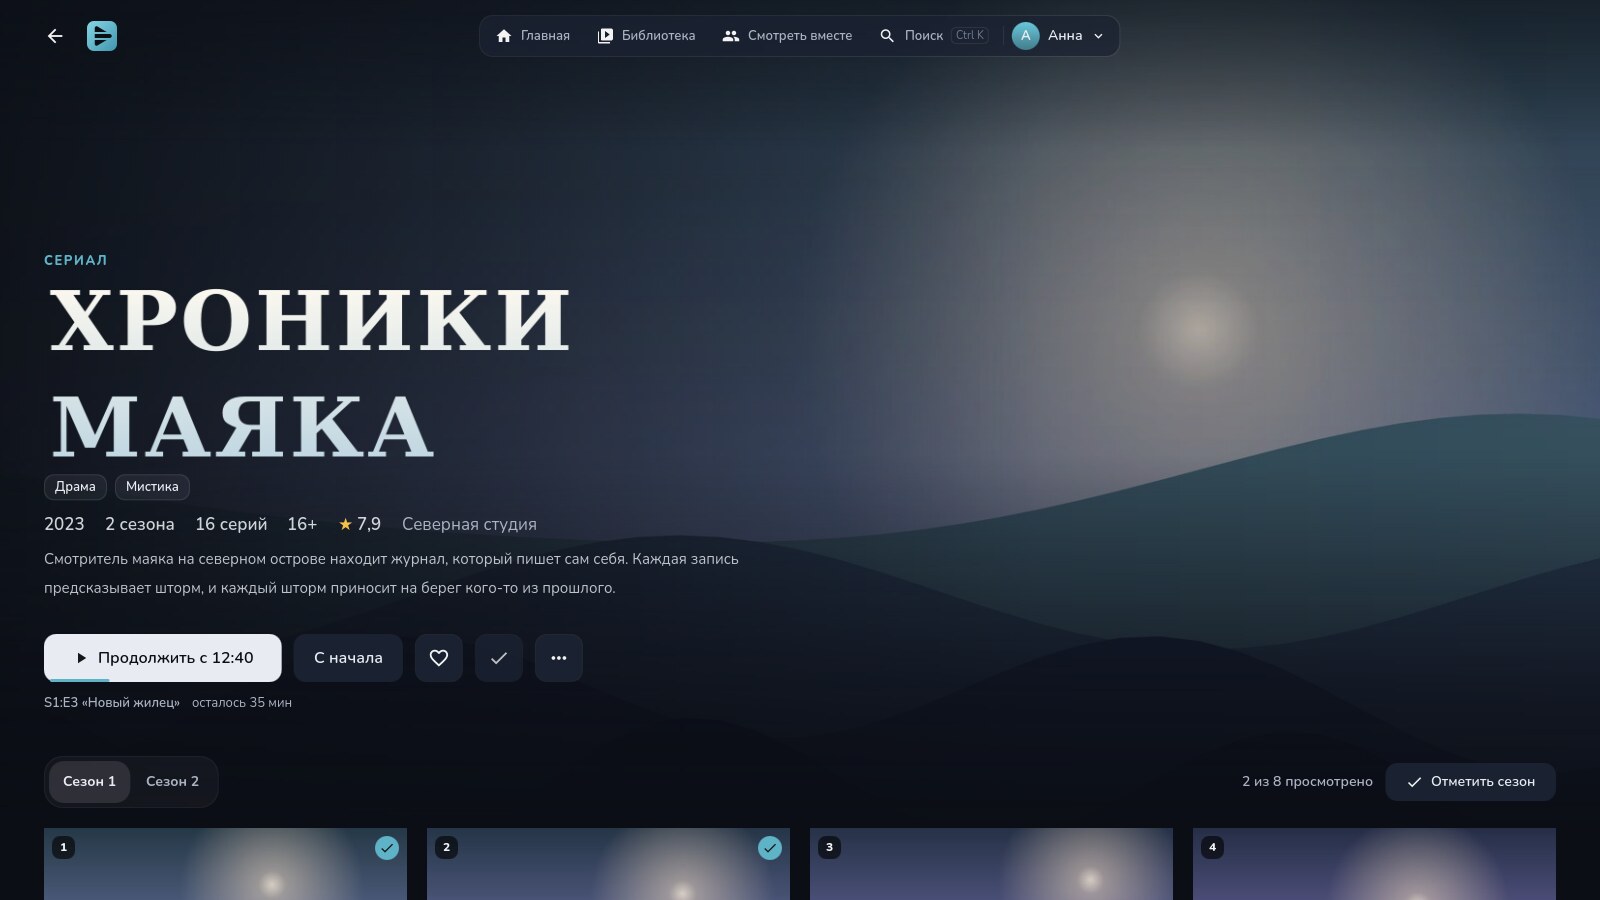 Главная
Библиотека
Смотреть вместе
Поиск Ctrl K
А Анна
СЕРИАЛ
ХРОНИКИ
МАЯКА
Драма Мистика
2023 2 сезона 16 серий 16+ ★ 7,9 Северная студия
Смотритель маяка на северном острове находит журнал, который пишет сам себя. Каждая запись
предсказывает шторм, и каждый шторм приносит на берег кого-то из прошлого.
Продолжить с 12:40
С начала
S1:E3 «Новый жилец» осталось 35 мин
Сезон 1 Сезон 2
2 из 8 просмотрено
Отметить сезон
1
2
3
4